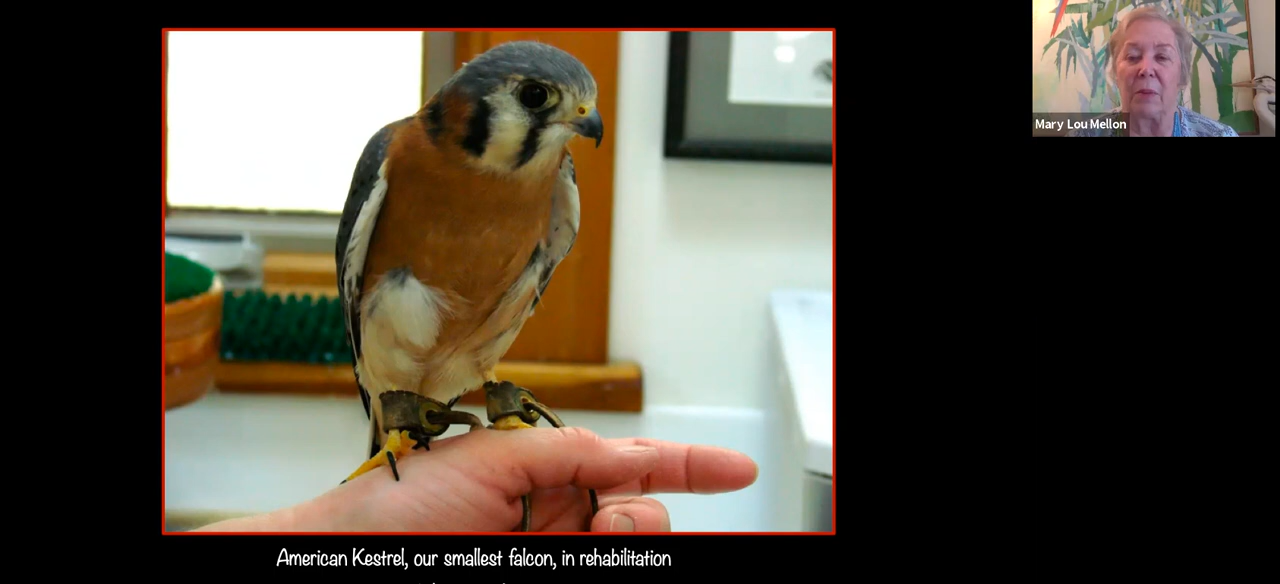 Mary Lou Mellon
American Kestrel, our smallest falcon, in rehabilitation